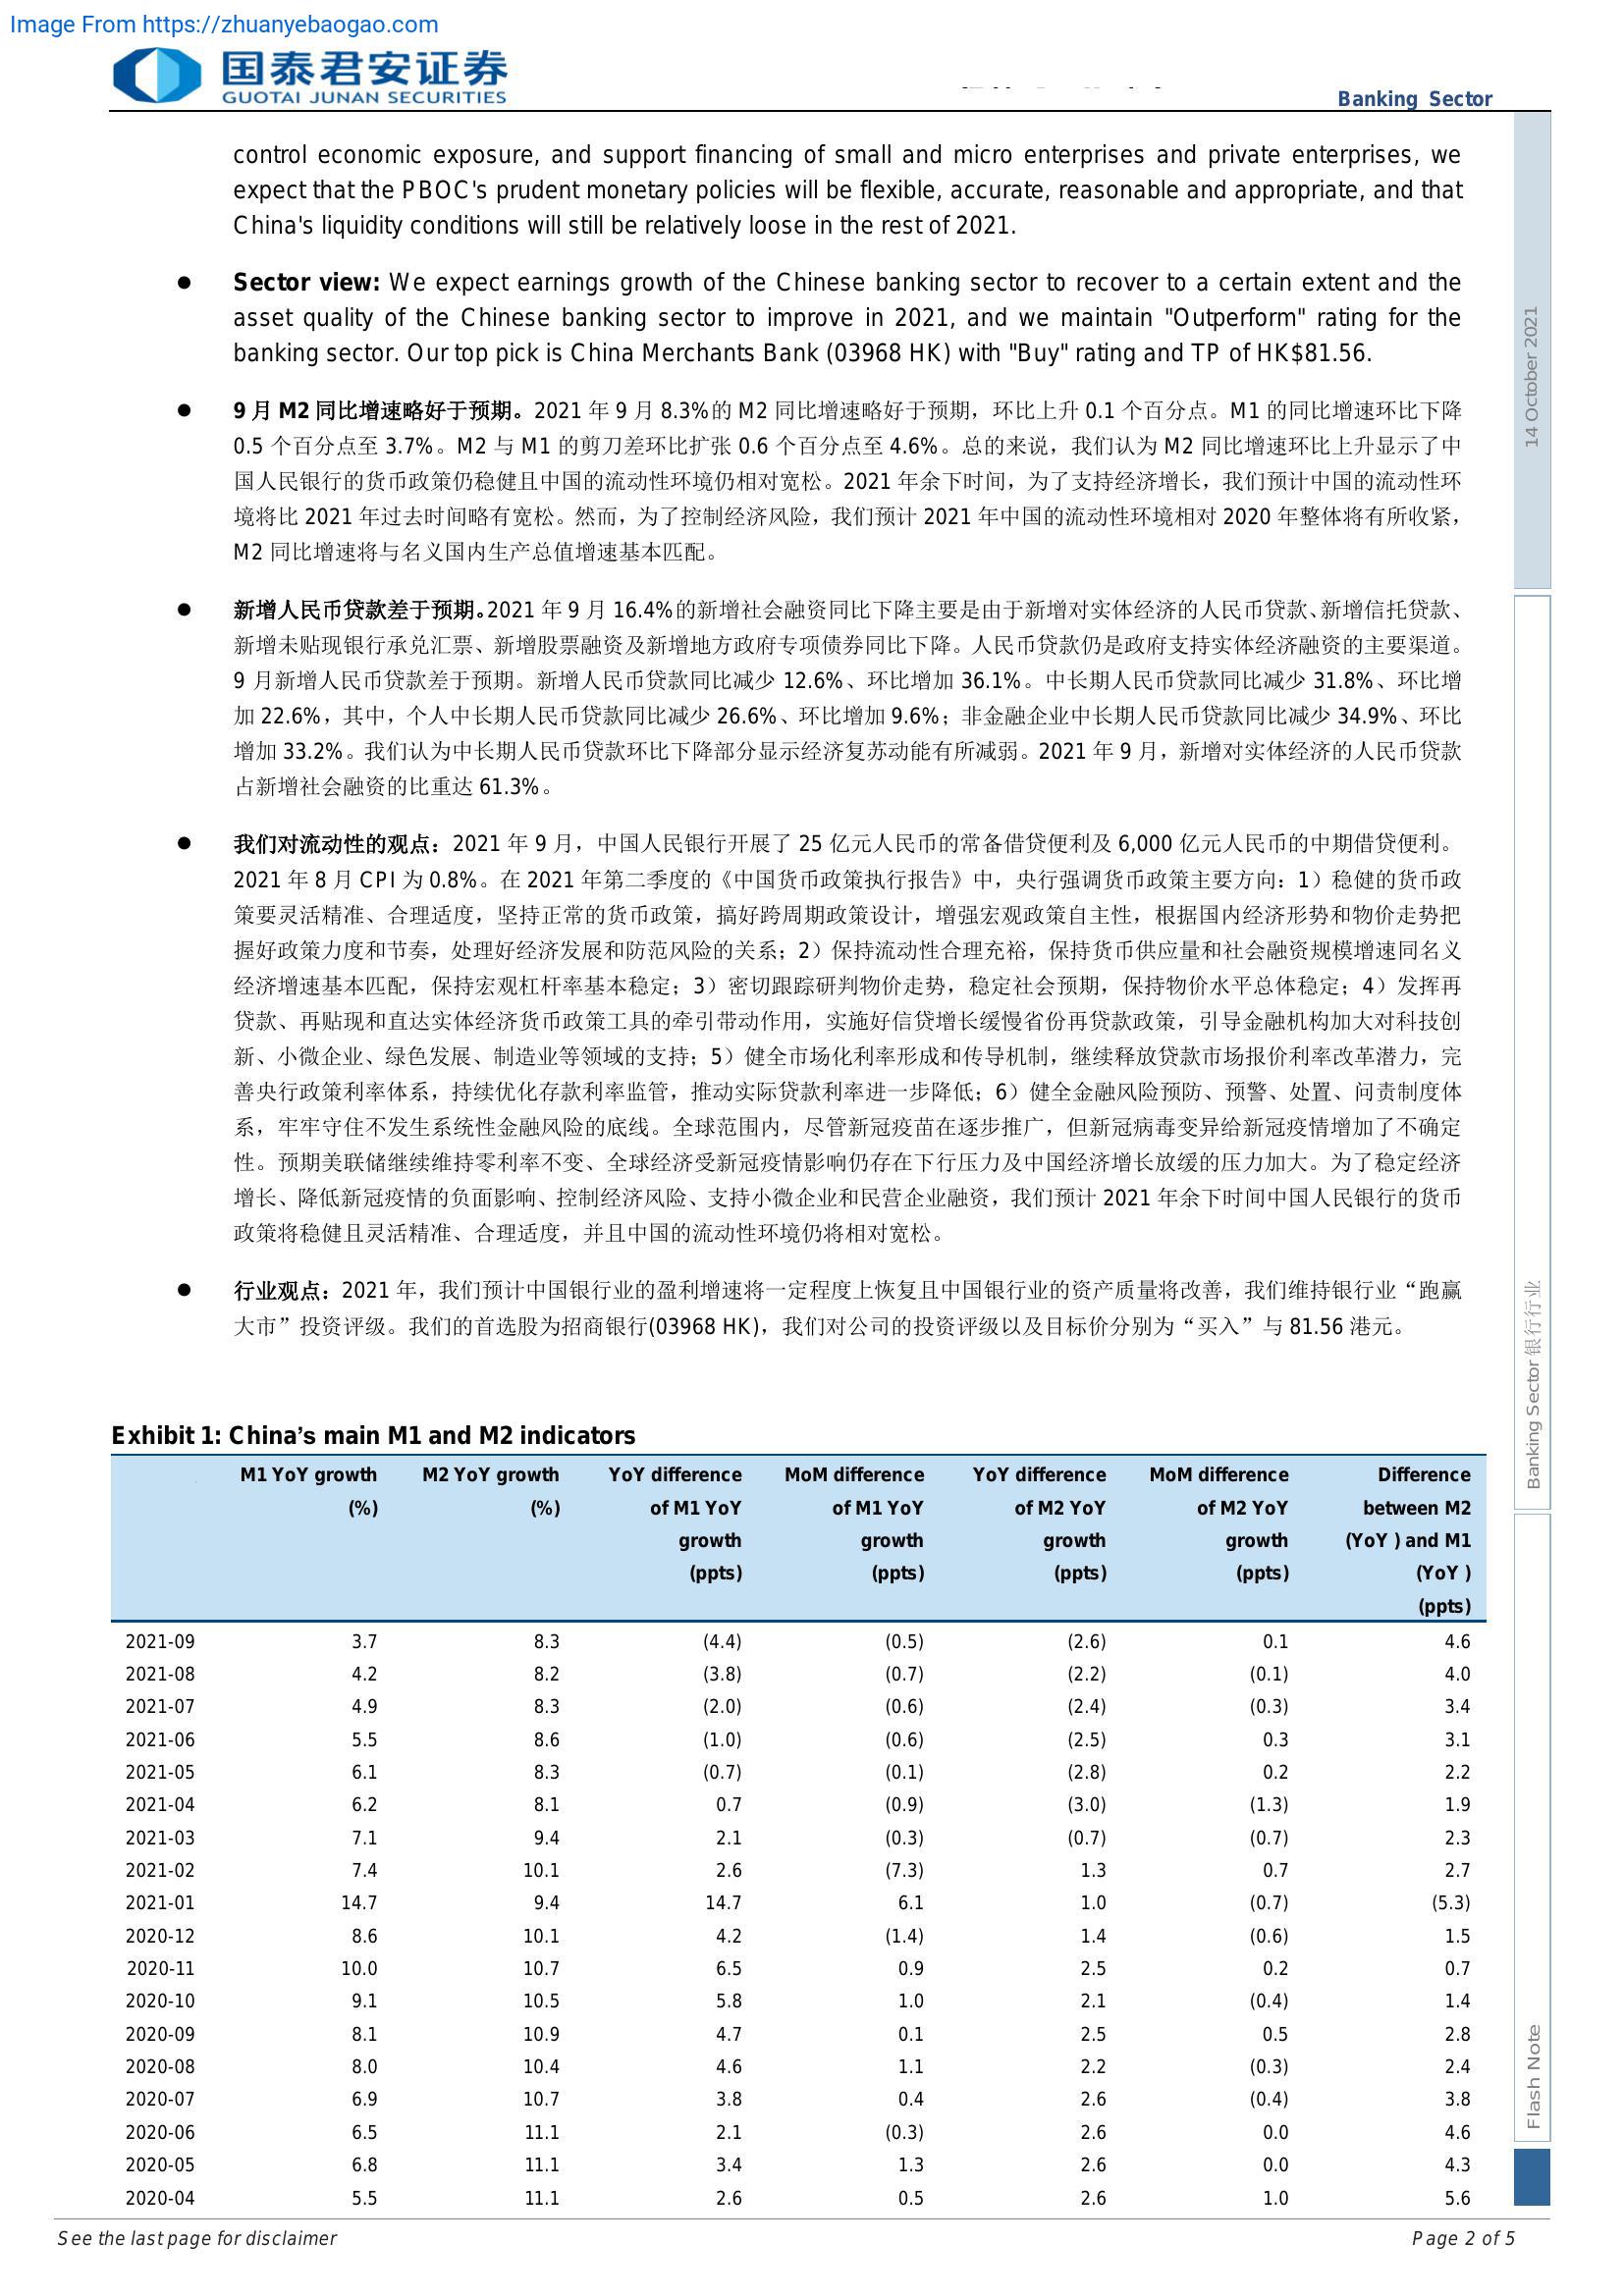 Image From https://zhuanyebaogao.com
国泰君安证券
GUOTAI JUNAN SECURITIES
Banking Sector
control economic exposure, and support financing of small and micro enterprises and private enterprises, we
expect that the PBOC's prudent monetary policies will be flexible, accurate, reasonable and appropriate, and that
China's liquidity conditions will still be relatively loose in the rest of 2021.
● Sector view: We expect earnings growth of the Chinese banking sector to recover to a certain extent and the
asset quality of the Chinese banking sector to improve in 2021, and we maintain "Outperform" rating for the
banking sector. Our top pick is China Merchants Bank (03968 HK) with "Buy" rating and TP of HK$81.56.
● 9 月 M2 同比增速略好于预期。2021 年 9 月 8.3%的 M2 同比增速略好于预期，环比上升 0.1 个百分点。M1 的同比增速环比下降
0.5 个百分点至 3.7%。M2 与 M1 的剪刀差环比扩张 0.6 个百分点至 4.6%。总的来说，我们认为 M2 同比增速环比上升显示了中
国人民银行的货币政策仍稳健且中国的流动性环境仍相对宽松。2021 年余下时间，为了支持经济增长，我们预计中国的流动性环
境将比 2021 年过去时间略有宽松。然而，为了控制经济风险，我们预计 2021 年中国的流动性环境相对 2020 年整体将有所收紧，
M2 同比增速将与名义国内生产总值增速基本匹配。
● 新增人民币贷款差于预期。2021 年 9 月 16.4%的新增社会融资同比下降主要是由于新增对实体经济的人民币贷款、新增信托贷款、
新增未贴现银行承兑汇票、新增股票融资及新增地方政府专项债券同比下降。人民币贷款仍是政府支持实体经济融资的主要渠道。
9 月新增人民币贷款差于预期。新增人民币贷款同比减少 12.6%、环比增加 36.1%。中长期人民币贷款同比减少 31.8%、环比增
加 22.6%，其中，个人中长期人民币贷款同比减少 26.6%、环比增加 9.6%；非金融企业中长期人民币贷款同比减少 34.9%、环比
增加 33.2%。我们认为中长期人民币贷款环比下降部分显示经济复苏动能有所减弱。2021 年 9 月，新增对实体经济的人民币贷款
占新增社会融资的比重达 61.3%。
● 我们对流动性的观点：2021 年 9 月，中国人民银行开展了 25 亿元人民币的常备借贷便利及 6,000 亿元人民币的中期借贷便利。
2021 年 8 月 CPI 为 0.8%。在 2021 年第二季度的《中国货币政策执行报告》中，央行强调货币政策主要方向：1）稳健的货币政
策要灵活精准、合理适度，坚持正常的货币政策，搞好跨周期政策设计，增强宏观政策自主性，根据国内经济形势和物价走势把
握好政策力度和节奏，处理好经济发展和防范风险的关系；2）保持流动性合理充裕，保持货币供应量和社会融资规模增速同名义
经济增速基本匹配，保持宏观杠杆率基本稳定；3）密切跟踪研判物价走势，稳定社会预期，保持物价水平总体稳定；4）发挥再
贷款、再贴现和直达实体经济货币政策工具的牵引带动作用，实施好信贷增长缓慢省份再贷款政策，引导金融机构加大对科技创
新、小微企业、绿色发展、制造业等领域的支持；5）健全市场化利率形成和传导机制，继续释放贷款市场报价利率改革潜力，完
善央行政策利率体系，持续优化存款利率监管，推动实际贷款利率进一步降低；6）健全金融风险预防、预警、处置、问责制度体
系，牢牢守住不发生系统性金融风险的底线。全球范围内，尽管新冠疫苗在逐步推广，但新冠病毒变异给新冠疫情增加了不确定
性。预期美联储继续维持零利率不变、全球经济受新冠疫情影响仍存在下行压力及中国经济增长放缓的压力加大。为了稳定经济
增长、降低新冠疫情的负面影响、控制经济风险、支持小微企业和民营企业融资，我们预计 2021 年余下时间中国人民银行的货币
政策将稳健且灵活精准、合理适度，并且中国的流动性环境仍将相对宽松。
● 行业观点：2021 年，我们预计中国银行业的盈利增速将一定程度上恢复且中国银行业的资产质量将改善，我们维持银行业“跑赢
大市”投资评级。我们的首选股为招商银行(03968 HK)，我们对公司的投资评级以及目标价分别为“买入”与 81.56 港元。
Exhibit 1: China’s main M1 and M2 indicators
M1 YoY growth M2 YoY growth YoY difference MoM difference YoY difference MoM difference Difference
(%) (%) of M1 YoY of M1 YoY of M2 YoY of M2 YoY between M2
growth growth growth growth (YoY ) and M1
(ppts) (ppts) (ppts) (ppts) (YoY )
(ppts)
2021-09 3.7 8.3 (4.4) (0.5) (2.6) 0.1 4.6
2021-08 4.2 8.2 (3.8) (0.7) (2.2) (0.1) 4.0
2021-07 4.9 8.3 (2.0) (0.6) (2.4) (0.3) 3.4
2021-06 5.5 8.6 (1.0) (0.6) (2.5) 0.3 3.1
2021-05 6.1 8.3 (0.7) (0.1) (2.8) 0.2 2.2
2021-04 6.2 8.1 0.7 (0.9) (3.0) (1.3) 1.9
2021-03 7.1 9.4 2.1 (0.3) (0.7) (0.7) 2.3
2021-02 7.4 10.1 2.6 (7.3) 1.3 0.7 2.7
2021-01 14.7 9.4 14.7 6.1 1.0 (0.7) (5.3)
2020-12 8.6 10.1 4.2 (1.4) 1.4 (0.6) 1.5
2020-11 10.0 10.7 6.5 0.9 2.5 0.2 0.7
2020-10 9.1 10.5 5.8 1.0 2.1 (0.4) 1.4
2020-09 8.1 10.9 4.7 0.1 2.5 0.5 2.8
2020-08 8.0 10.4 4.6 1.1 2.2 (0.3) 2.4
2020-07 6.9 10.7 3.8 0.4 2.6 (0.4) 3.8
2020-06 6.5 11.1 2.1 (0.3) 2.6 0.0 4.6
2020-05 6.8 11.1 3.4 1.3 2.6 0.0 4.3
2020-04 5.5 11.1 2.6 0.5 2.6 1.0 5.6
14 October 2021
Banking Sector 银行行业
Flash Note
See the last page for disclaimer
Page 2 of 5